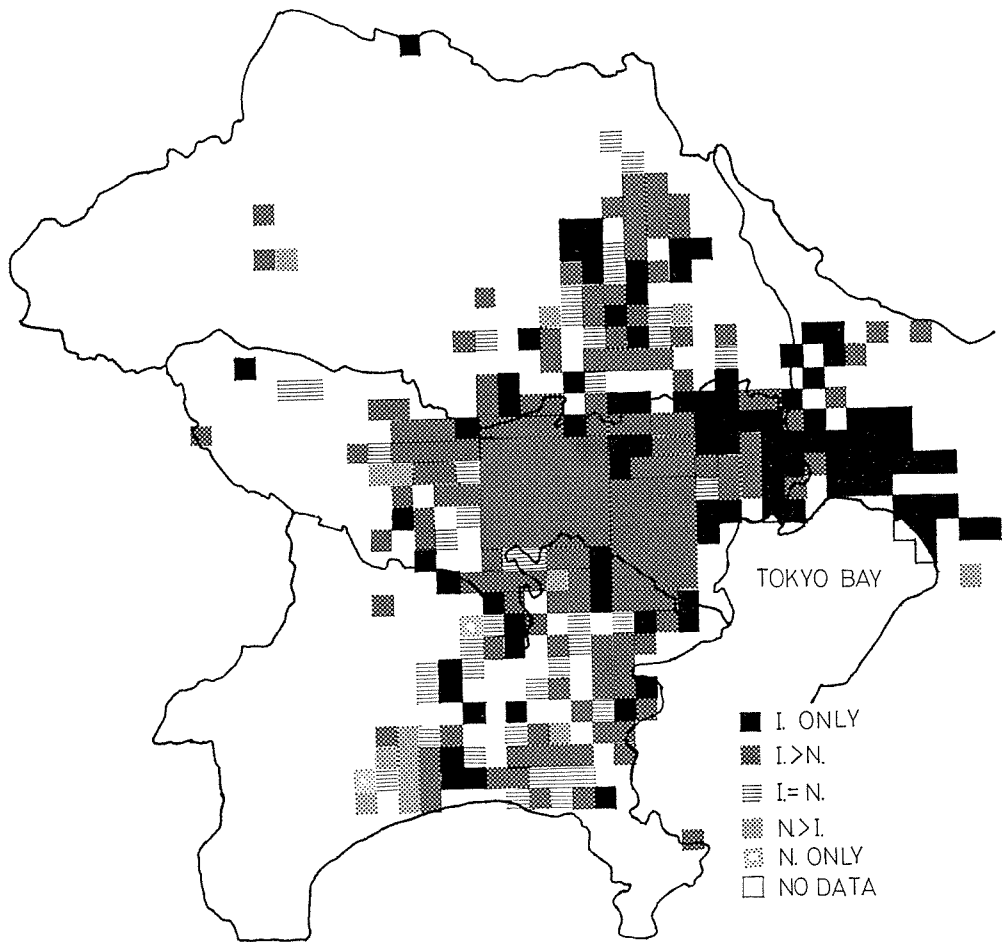 TOKYO BAY
I. ONLY
I.>N.
I.=N.
N.>I.
N. ONLY
NO DATA